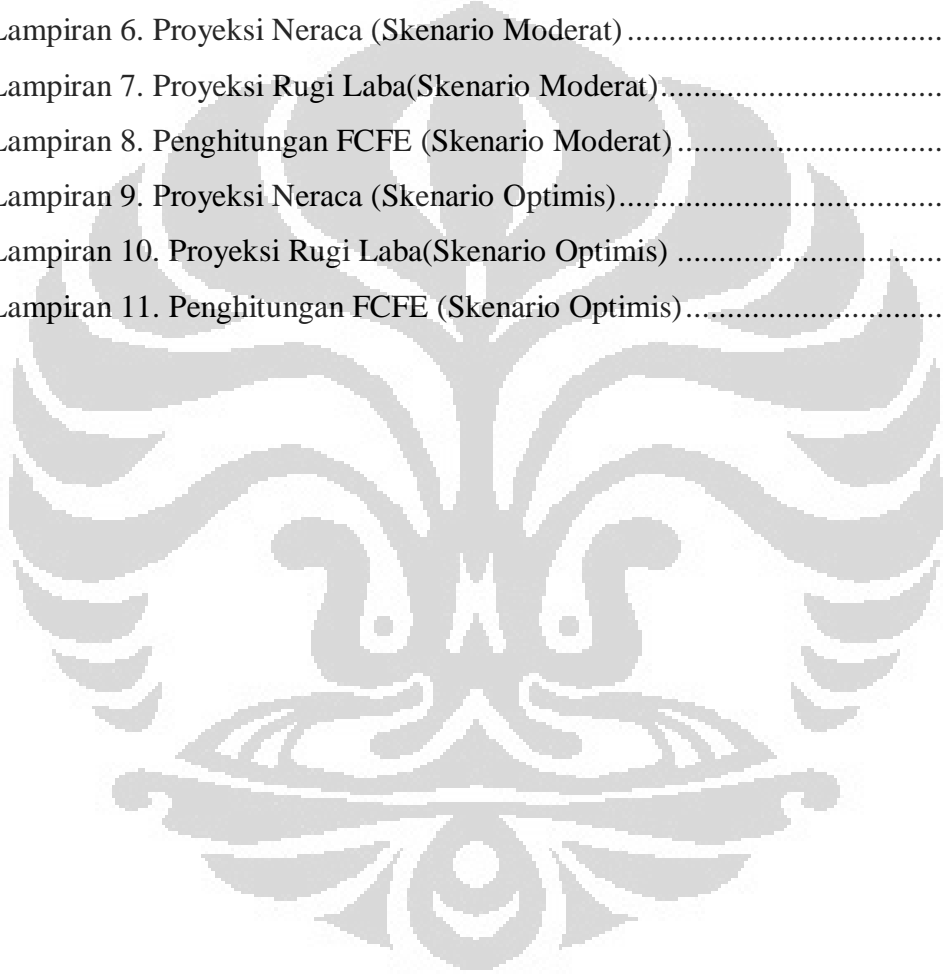 Lampiran 6. Proyeksi Neraca (Skenario Moderat).....................................
Lampiran 7. Proyeksi Rugi Laba(Skenario Moderat).................................
Lampiran 8. Penghitungan FCFE (Skenario Moderat)...............................
Lampiran 9. Proyeksi Neraca (Skenario Optimis)......................................
Lampiran 10. Proyeksi Rugi Laba(Skenario Optimis) ...............................
Lampiran 11. Penghitungan FCFE (Skenario Optimis)..............................